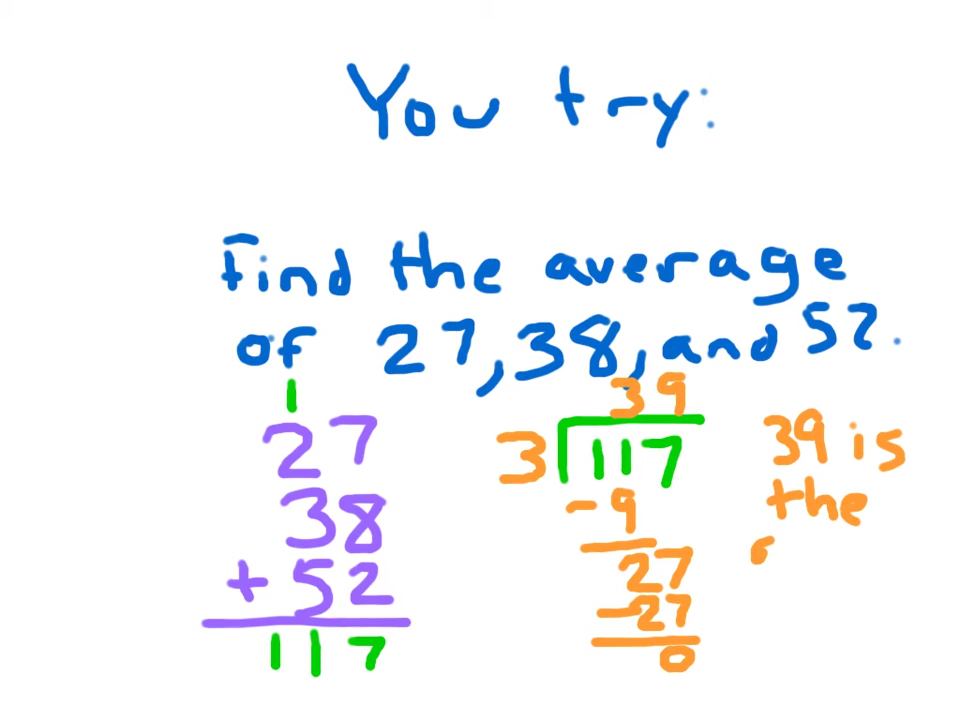 You try:
Find the average
of 27, 38, and 52.
1
27
38
+ 52
117
39
3 117
- 9
27
- 27
0
39 is
the